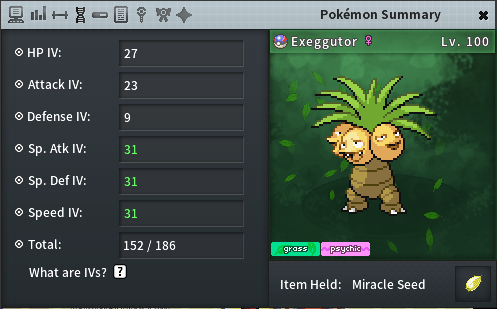 Pokémon Summary
HP IV: 27
Attack IV: 23
Defense IV: 9
Sp. Atk IV: 31
Sp. Def IV: 31
Speed IV: 31
Total: 152 / 186
What are IVs? ?
Exeggutor ♀ Lv. 100
grass psychic
Item Held: Miracle Seed